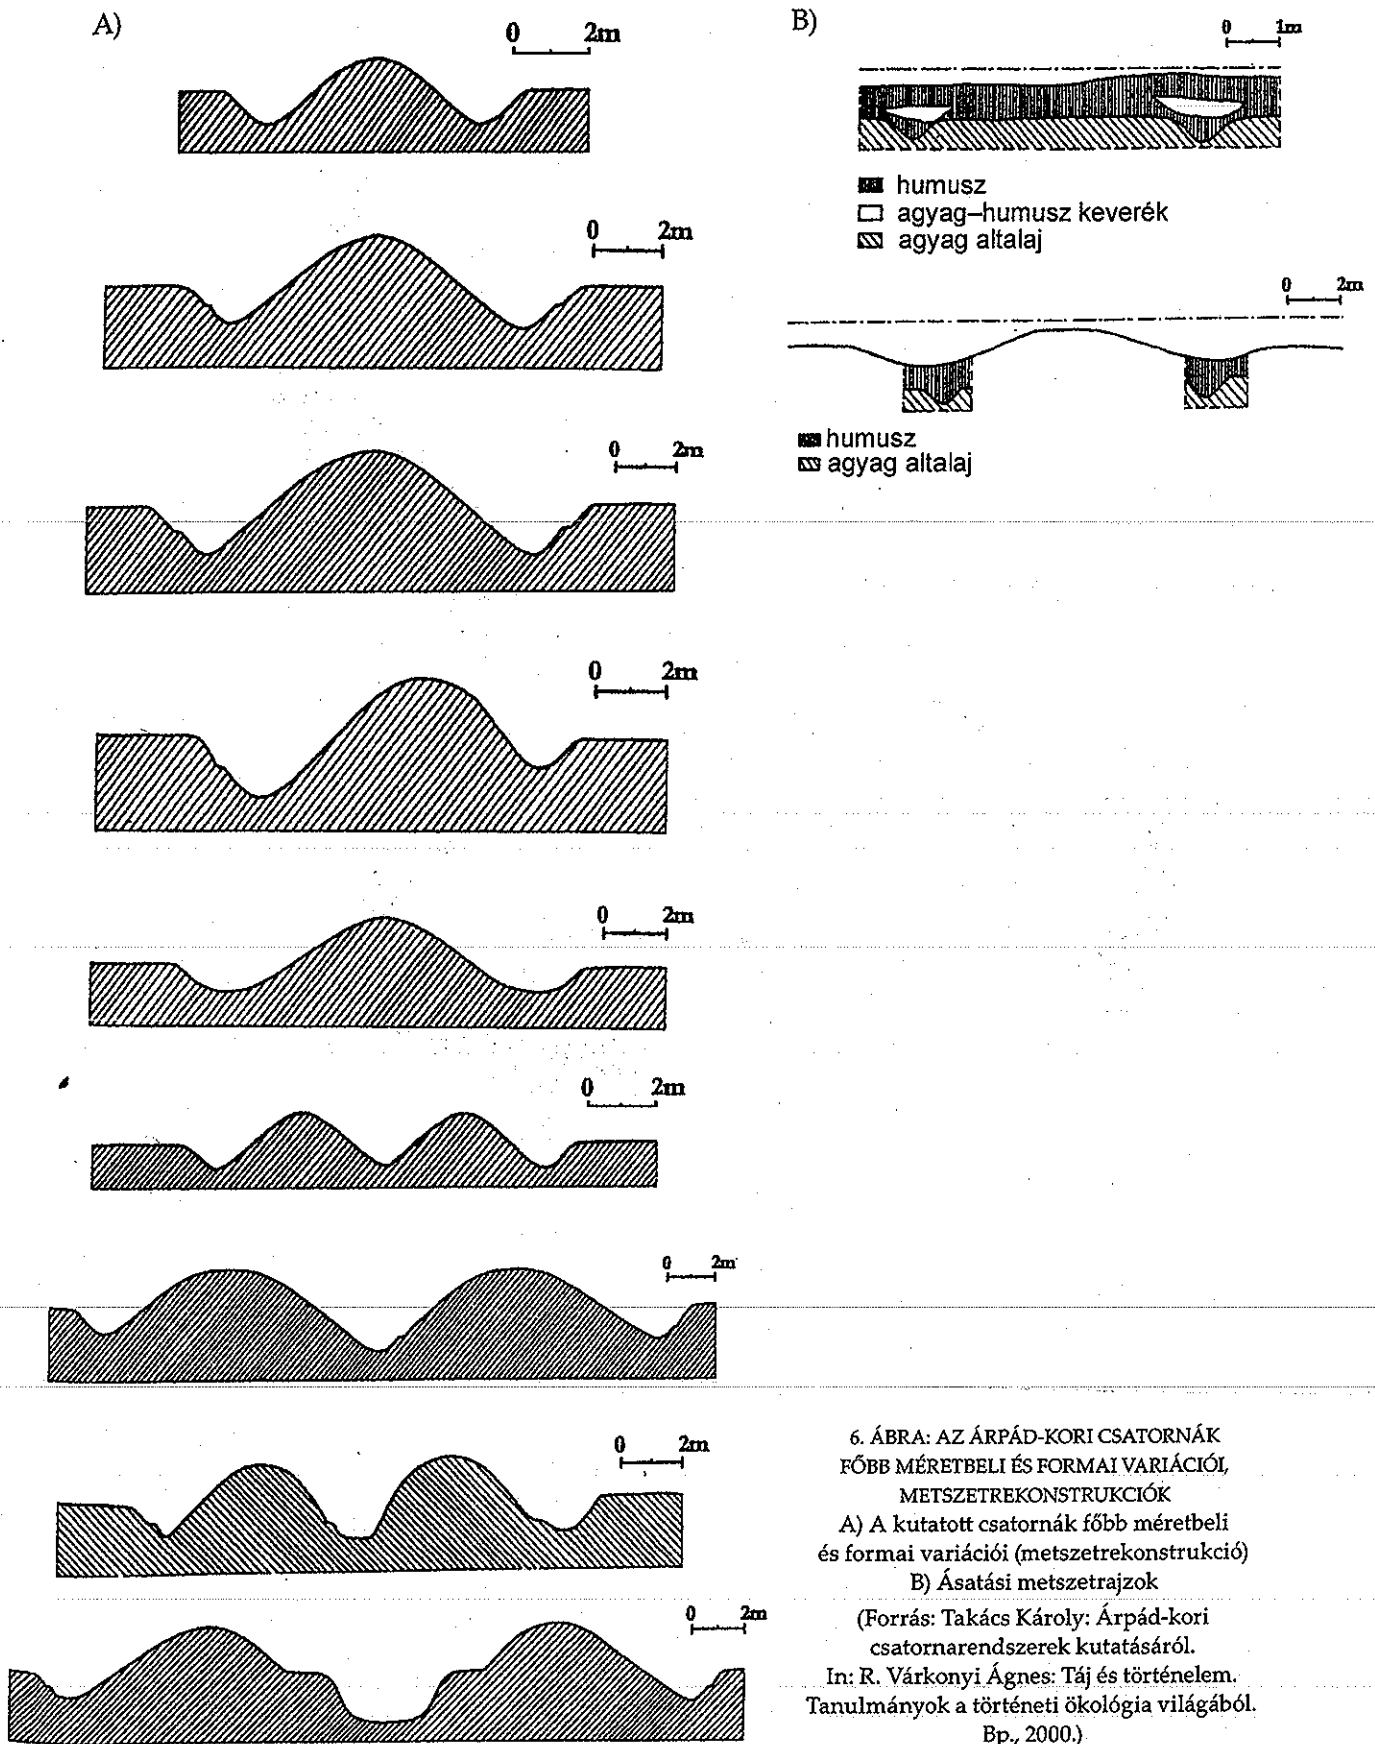 A)
0 2m
0 2m
0 2m
0 2m
0 2m
0 2m
0 2m
0 2m
0 2m
B)
0 1m
humusz
agyag–humusz keverék
agyag altalaj
0 2m
humusz
agyag altalaj
6. ÁBRA: AZ ÁRPÁD-KORI CSATORNÁK
FŐBB MÉRETBELI ÉS FORMAI VARIÁCIÓI,
METSZETREKONSTRUKCIÓK
A) A kutatott csatornák főbb méretbeli
és formai variációi (metszetrekonstrukció)
B) Ásatási metszetrajzok
(Forrás: Takács Károly: Árpád-kori
csatornarendszerek kutatásáról.
In: R. Várkonyi Ágnes: Táj és történelem.
Tanulmányok a történeti ökológia világából.
Bp., 2000.)